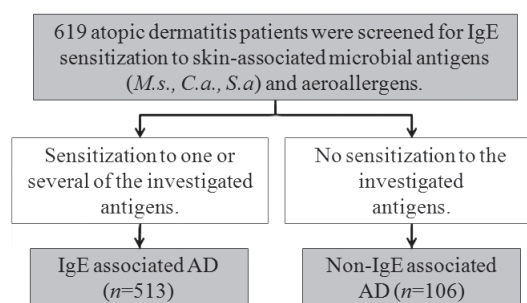 619 atopic dermatitis patients were screened for IgE
sensitization to skin-associated microbial antigens
(M.s., C.a., S.a) and aeroallergens.
Sensitization to one or
several of the investigated
antigens.
No sensitization to the
investigated
antigens.
IgE associated AD
(n=513)
Non-IgE associated
AD (n=106)